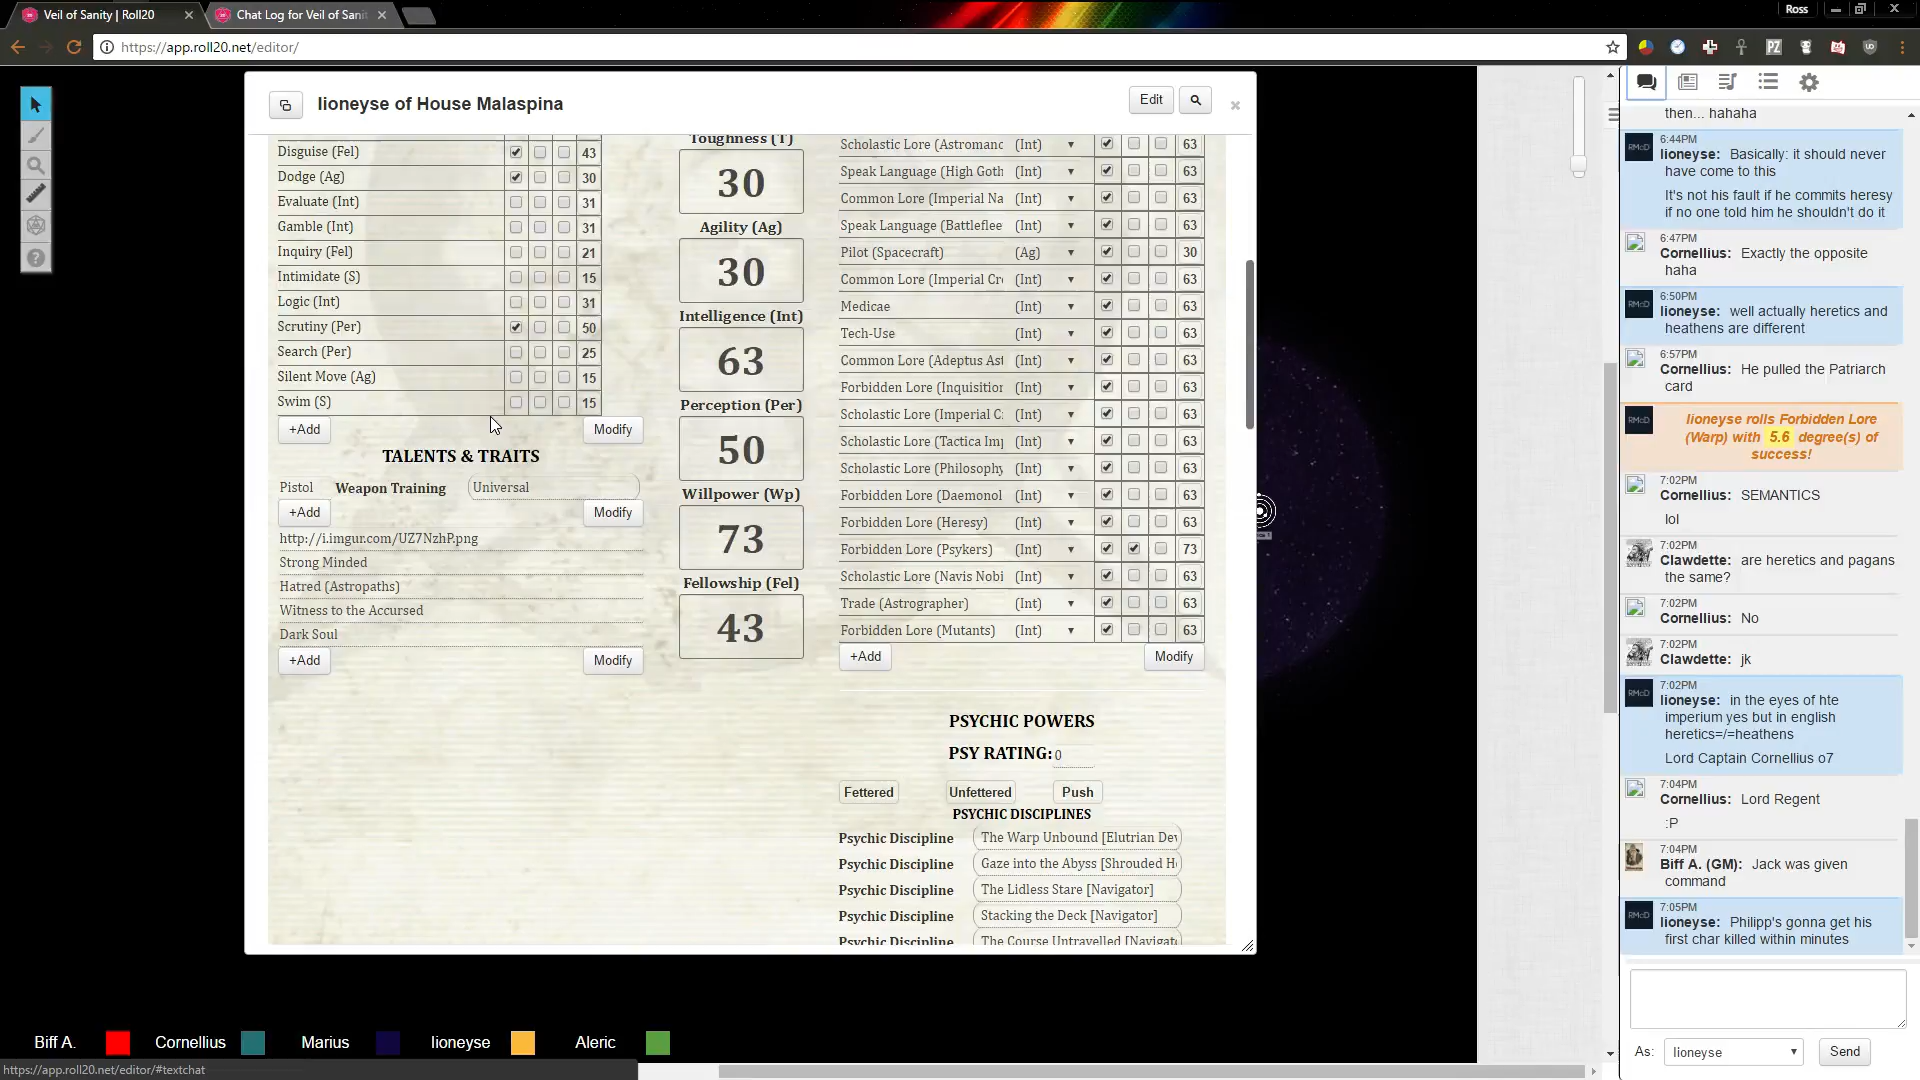 Veil of Sanity | Roll20
Chat Log for Veil of Sani
Ross
https://app.roll20.net/editor/
lioneyse of House Malaspina
Edit
Disguise (Fel) 43
Dodge (Ag) 30
Evaluate (Int) 31
Gamble (Int) 31
Inquiry (Fel) 21
Intimidate (S) 15
Logic (Int) 31
Scrutiny (Per) 50
Search (Per) 25
Silent Move (Ag) 15
Swim (S) 15
+Add Modify
TALENTS & TRAITS
Pistol Weapon Training Universal
+Add Modify
http://i.imgur.com/UZ7NzhP.png
Strong Minded
Hatred (Astropaths)
Witness to the Accursed
Dark Soul
+Add Modify
Toughness (T)
30
Agility (Ag)
30
Intelligence (Int)
63
Perception (Per)
50
Willpower (Wp)
73
Fellowship (Fel)
43
Scholastic Lore (Astromanc (Int) 63
Speak Language (High Goth (Int) 63
Common Lore (Imperial Na (Int) 63
Speak Language (Battleflee (Int) 63
Pilot (Spacecraft) (Ag) 30
Common Lore (Imperial Cr (Int) 63
Medicae (Int) 63
Tech-Use (Int) 63
Common Lore (Adeptus Ast (Int) 63
Forbidden Lore (Inquisition (Int) 63
Scholastic Lore (Imperial C (Int) 63
Scholastic Lore (Tactica Imp (Int) 63
Scholastic Lore (Philosophy (Int) 63
Forbidden Lore (Daemonol (Int) 63
Forbidden Lore (Heresy) (Int) 63
Forbidden Lore (Psykers) (Int) 73
Scholastic Lore (Navis Nobi (Int) 63
Trade (Astrographer) (Int) 63
Forbidden Lore (Mutants) (Int) 63
+Add Modify
PSYCHIC POWERS
PSY RATING: 0
Fettered Unfettered Push
PSYCHIC DISCIPLINES
Psychic Discipline The Warp Unbound [Elutrian Dev
Psychic Discipline Gaze into the Abyss [Shrouded H
Psychic Discipline The Lidless Stare [Navigator]
Psychic Discipline Stacking the Deck [Navigator]
Psychic Discipline The Course Untravelled [Navigat
then... hahaha
6:44PM
lioneyse: Basically: it should never
have come to this
It's not his fault if he commits heresy
if no one told him he shouldn't do it
6:47PM
Cornellius: Exactly the opposite
haha
6:50PM
lioneyse: well actually heretics and
heathens are different
6:57PM
Cornellius: He pulled the Patriarch
card
lioneyse rolls Forbidden Lore
(Warp) with 5.6 degree(s) of
success!
7:02PM
Cornellius: SEMANTICS
lol
7:02PM
Clawdette: are heretics and pagans
the same?
7:02PM
Cornellius: No
Clawdette: jk
7:02PM
lioneyse: in the eyes of hte
imperium yes but in english
heretics=/=heathens
Lord Captain Cornellius o7
7:04PM
Cornellius: Lord Regent
:P
7:04PM
Biff A. (GM): Jack was given
command
7:05PM
lioneyse: Philipp's gonna get his
first char killed within minutes
As: lioneyse Send
Biff A. Cornellius Marius lioneyse Aleric
https://app.roll20.net/editor/#textchat